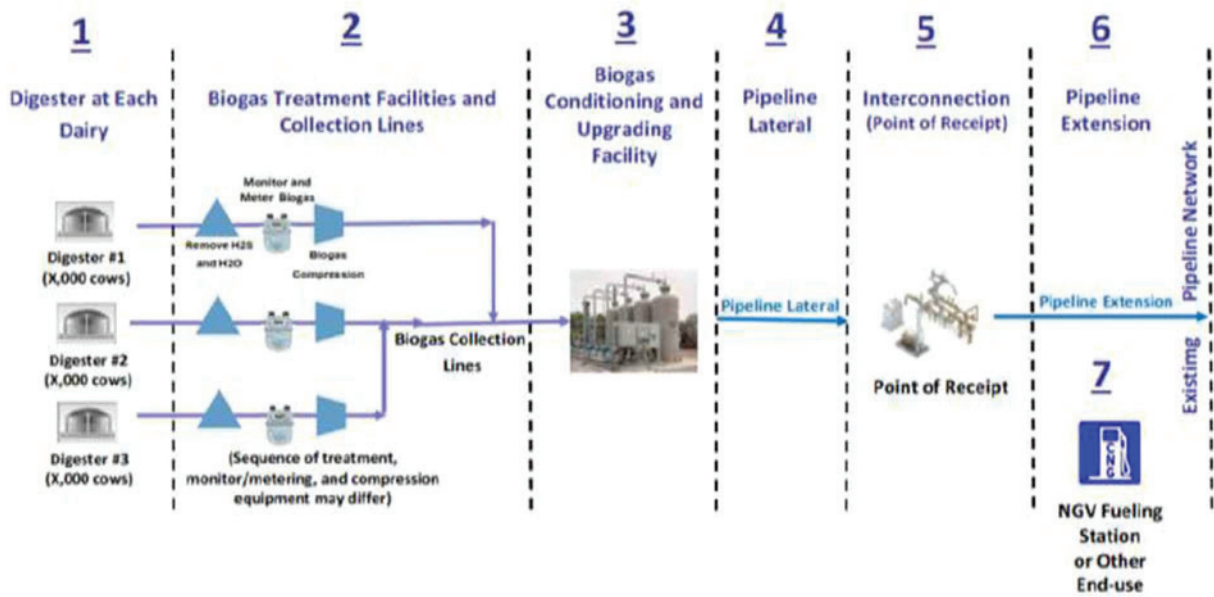 1
2
3
4
5
6
Digester at Each
Dairy
Biogas Treatment Facilities and
Collection Lines
Biogas
Conditioning and
Upgrading
Facility
Pipeline
Lateral
Interconnection
(Point of Receipt)
Pipeline
Extension
Monitor and
Meter Biogas
Remove H2S
and H2O
Biogas
Compression
Digester #1
(X,000 cows)
Digester #2
(X,000 cows)
Digester #3
(X,000 cows)
Biogas Collection
Lines
(Sequence of treatment,
monitor/metering, and compression
equipment may differ)
Pipeline Lateral
Point of Receipt
Pipeline Extension
Existimg Pipeline Network
7
CNG
NGV Fueling
Station
or Other
End-use